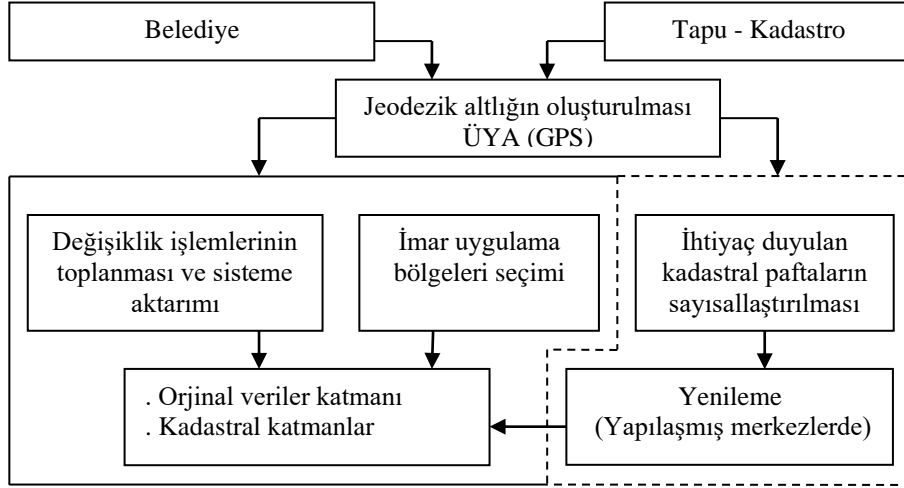 Belediye
Tapu - Kadastro
Jeodezik altlığın oluşturulması
ÜYA (GPS)
Değişiklik işlemlerinin
toplanması ve sisteme
aktarımı
İmar uygulama
bölgeleri seçimi
İhtiyaç duyulan
kadastral paftaların
sayısallaştırılması
. Orjinal veriler katmanı
. Kadastral katmanlar
Yenileme
(Yapılaşmış merkezlerde)